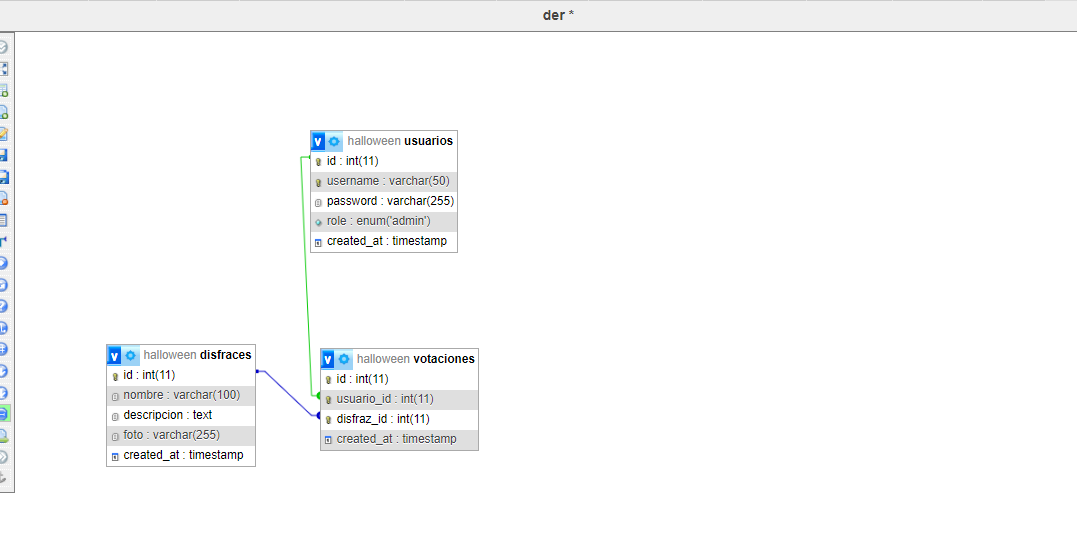 der *
halloween usuarios
id : int(11)
username : varchar(50)
password : varchar(255)
role : enum('admin')
created_at : timestamp
halloween disfraces
id : int(11)
nombre : varchar(100)
descripcion : text
foto : varchar(255)
created_at : timestamp
halloween votaciones
id : int(11)
usuario_id : int(11)
disfraz_id : int(11)
created_at : timestamp